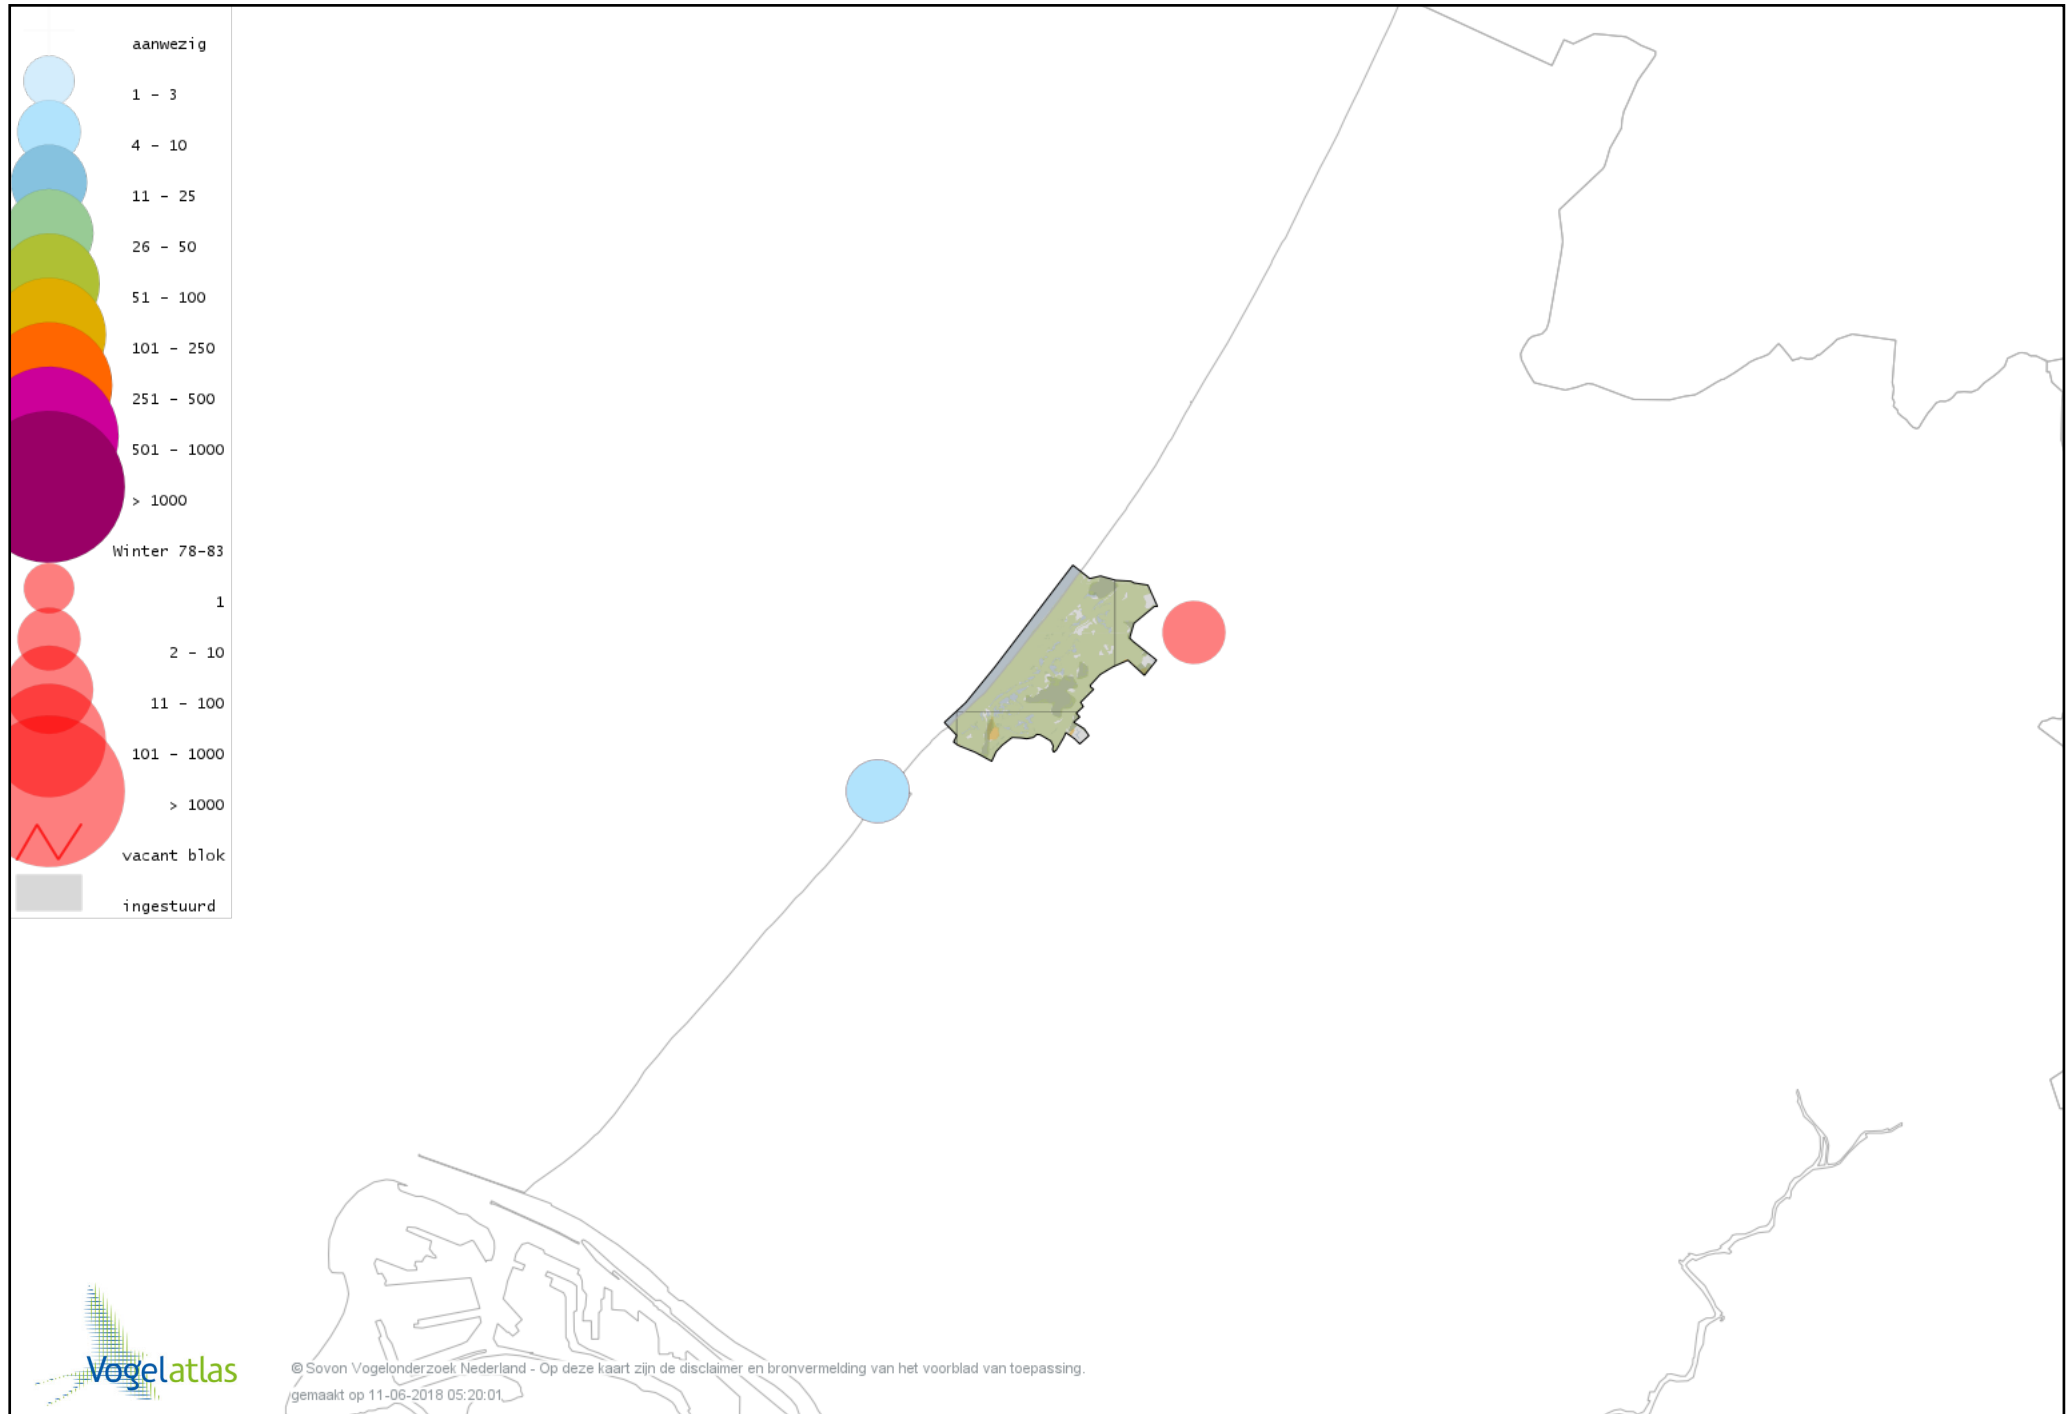 aanwezig
1 - 3
4 - 10
11 - 25
26 - 50
51 - 100
101 - 250
251 - 500
501 - 1000
> 1000
Winter 78-83
1
2 - 10
11 - 100
101 - 1000
> 1000
vacant blok
ingestuurd
Vogelatlas
© Sovon Vogelonderzoek Nederland - Op deze kaart zijn de disclaimer en bronvermelding van het voorblad van toepassing.
gemaakt op 11-06-2018 05:20:01